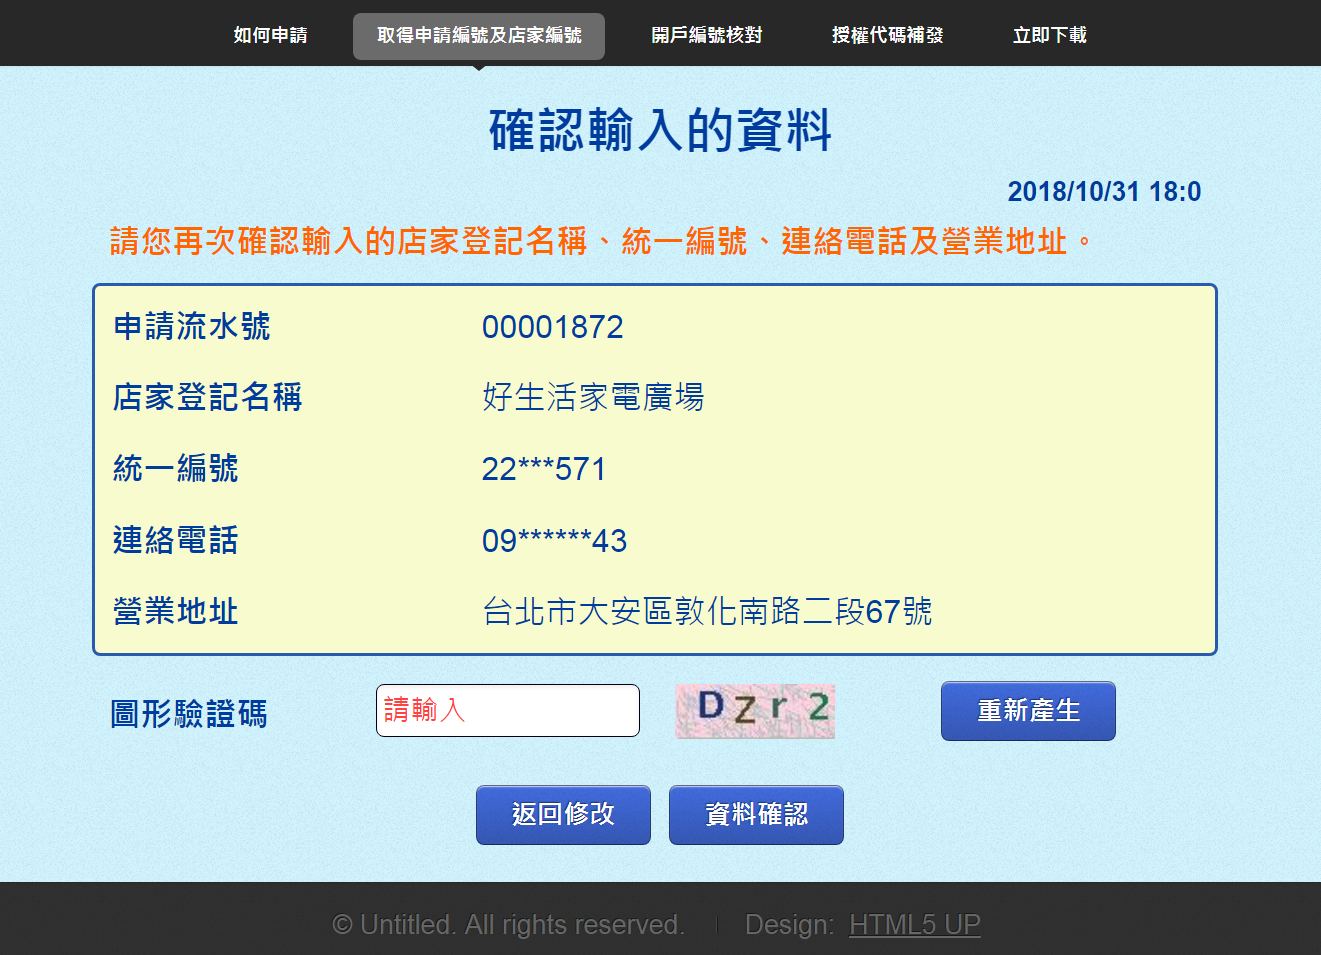 如何申請 取得申請編號及店家編號 開戶編號核對 授權代碼補發 立即下載
確認輸入的資料
2018/10/31 18:0
請您再次確認輸入的店家登記名稱、統一編號、連絡電話及營業地址。
申請流水號 00001872
店家登記名稱 好生活家電廣場
統一編號 22***571
連絡電話 09******43
營業地址 台北市大安區敦化南路二段67號
圖形驗證碼 請輸入 DZr2 重新產生
返回修改 資料確認
© Untitled. All rights reserved. Design: HTML5 UP